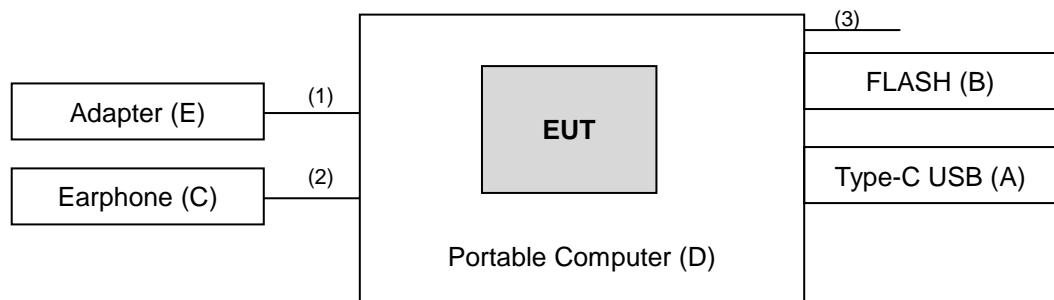 (3)
FLASH (B)
Adapter (E)
(1)
EUT
Earphone (C)
(2)
Type-C USB (A)
Portable Computer (D)